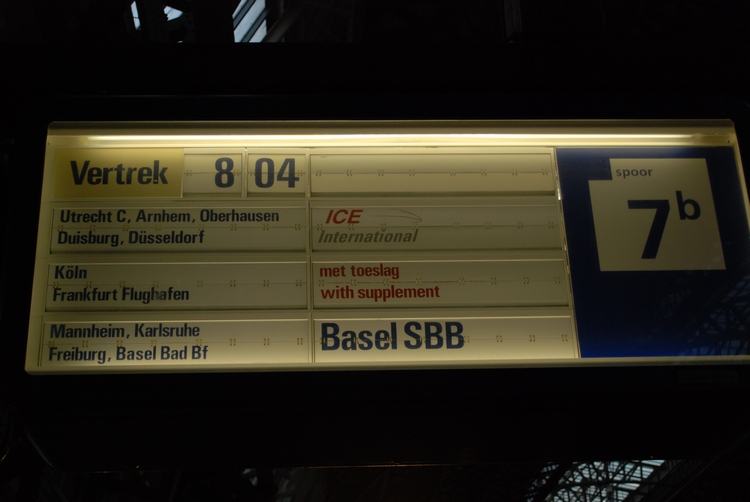 Vertrek 8 04
spoor
7b
Utrecht C, Arnhem, Oberhausen
Duisburg, Düsseldorf
ICE
International
Köln
Frankfurt Flughafen
met toeslag
with supplement
Mannheim, Karlsruhe
Freiburg, Basel Bad Bf
Basel SBB